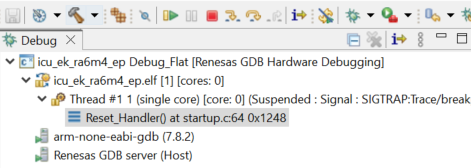 Debug
icu_ek_ra6m4_ep Debug_Flat [Renesas GDB Hardware Debugging]
icu_ek_ra6m4_ep.elf [1] [cores: 0]
Thread #1 1 (single core) [core: 0] (Suspended : Signal : SIGTRAP:Trace/break
Reset_Handler() at startup.c:64 0x1248
arm-none-eabi-gdb (7.8.2)
Renesas GDB server (Host)